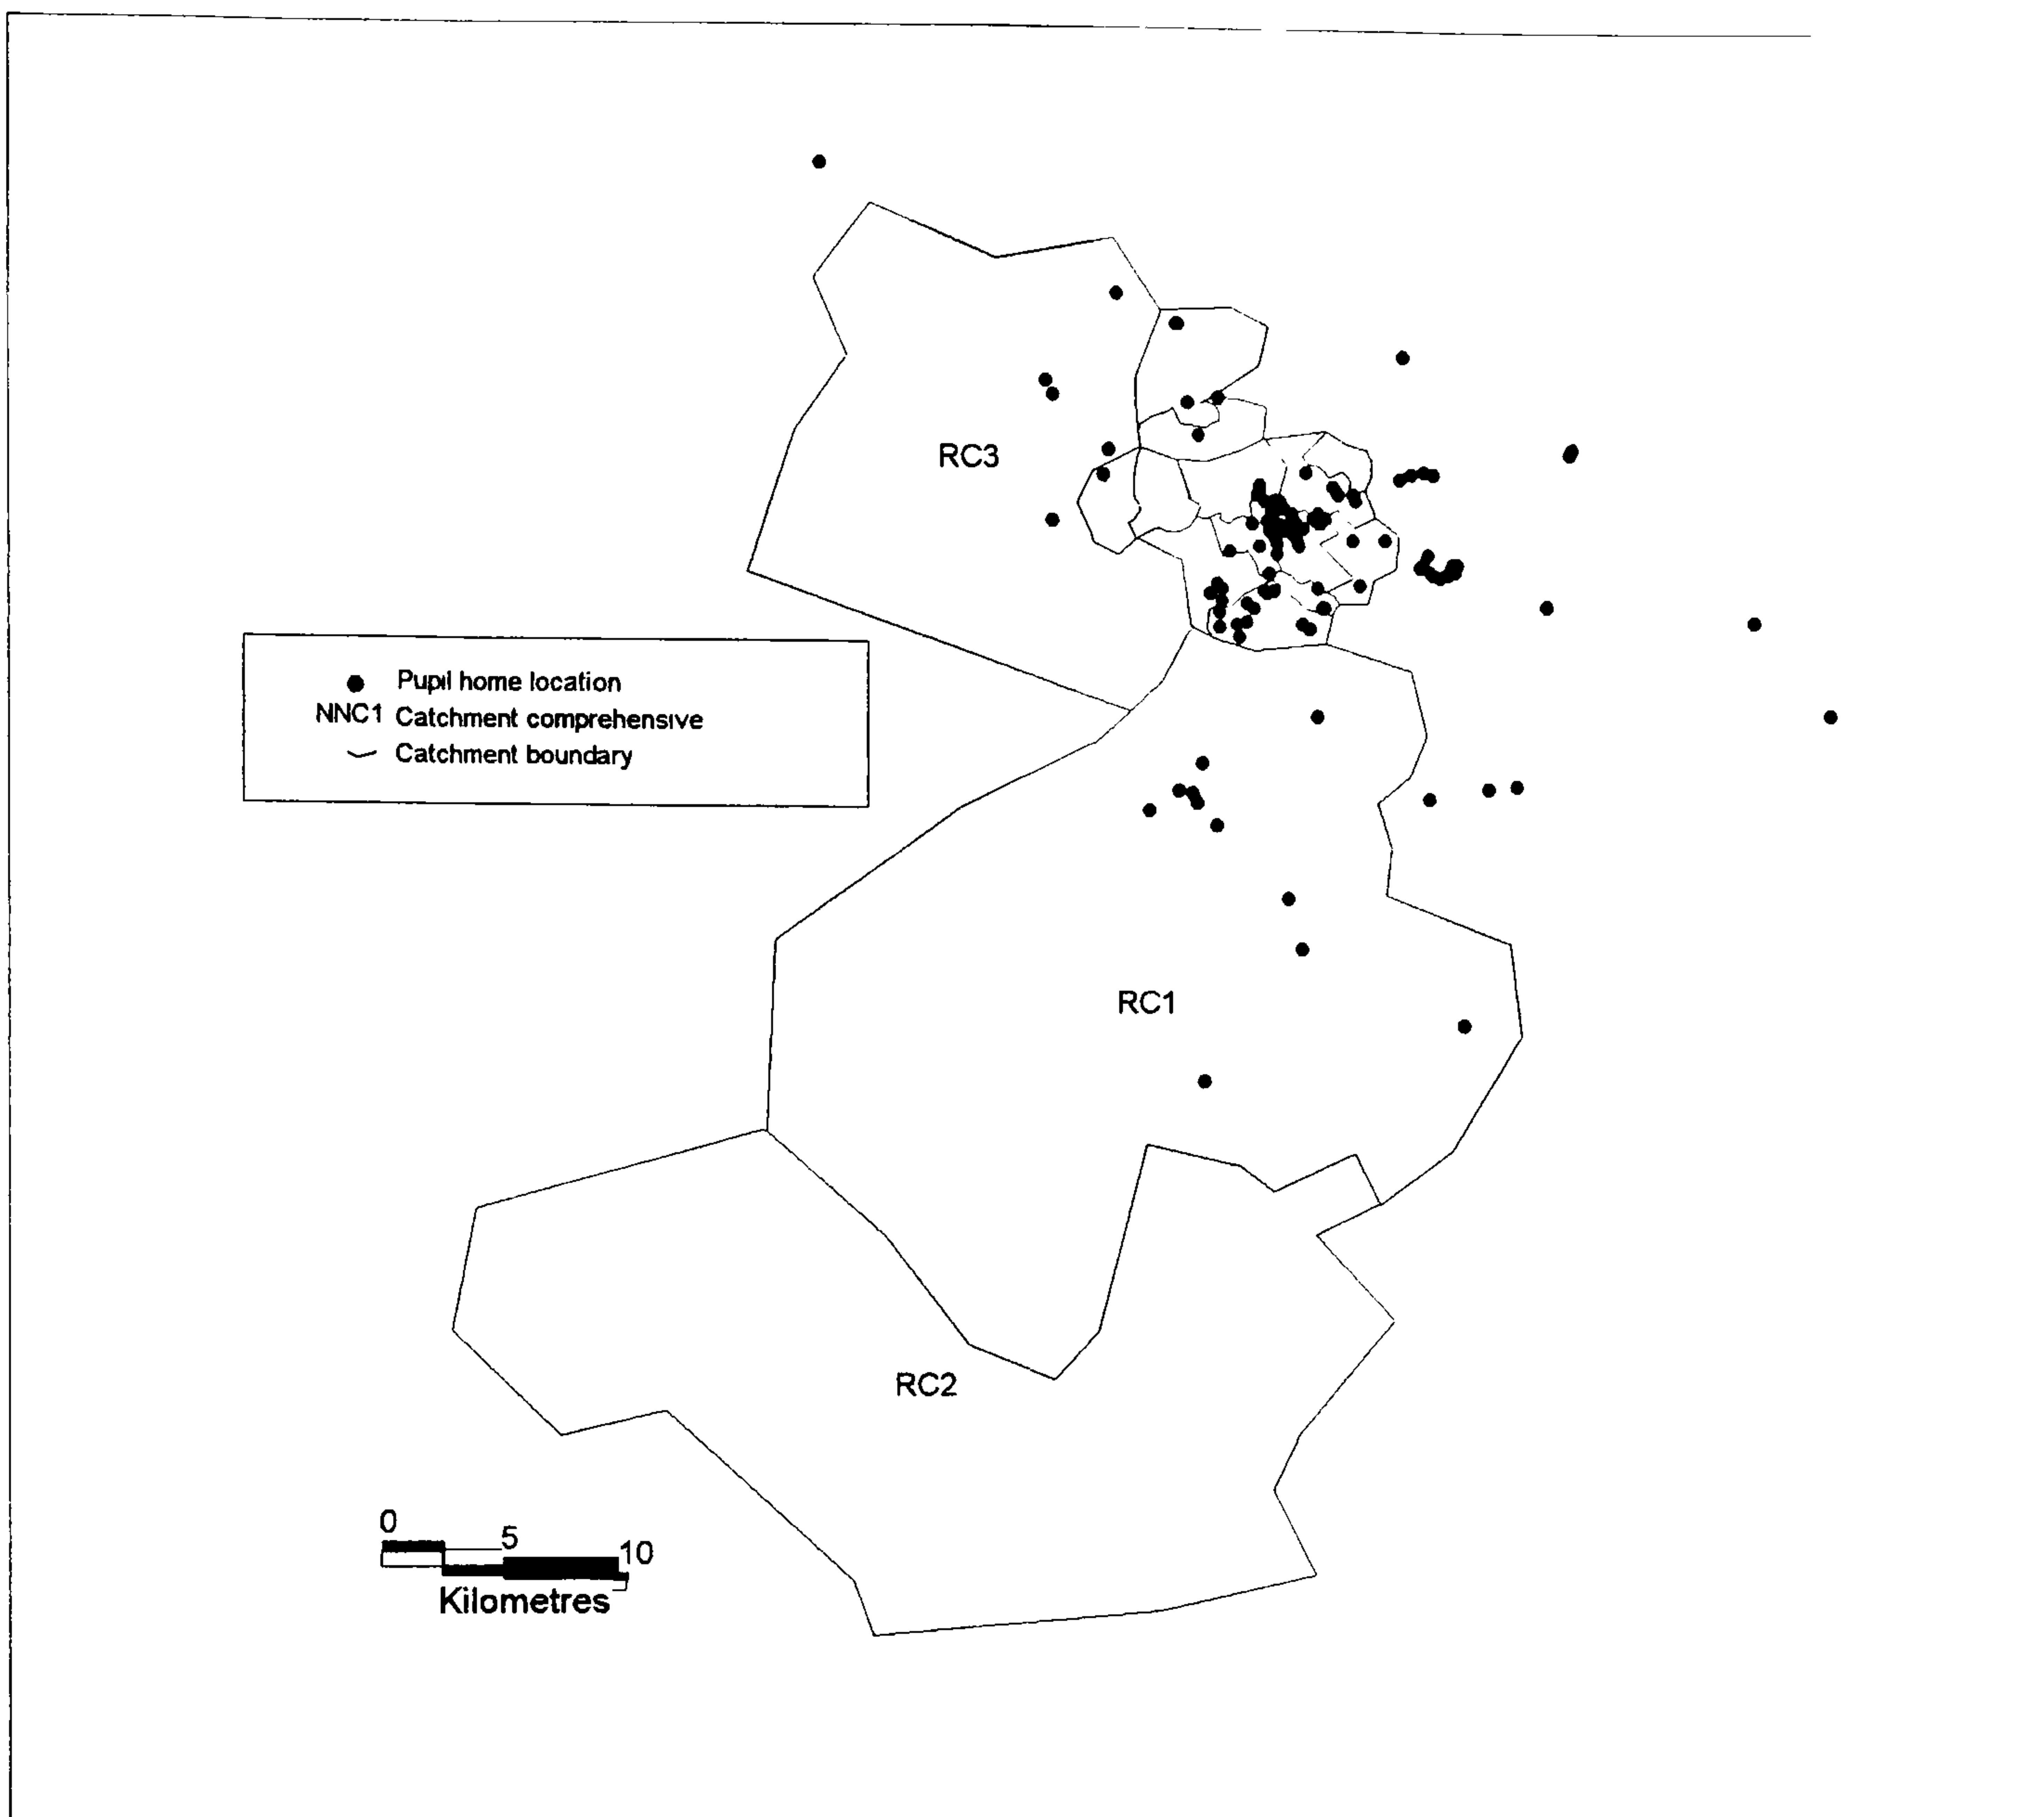 RC3
Pupil home location
NNC1 Catchment comprehensive
Catchment boundary
RC1
RC2
0
5
10
Kilometres